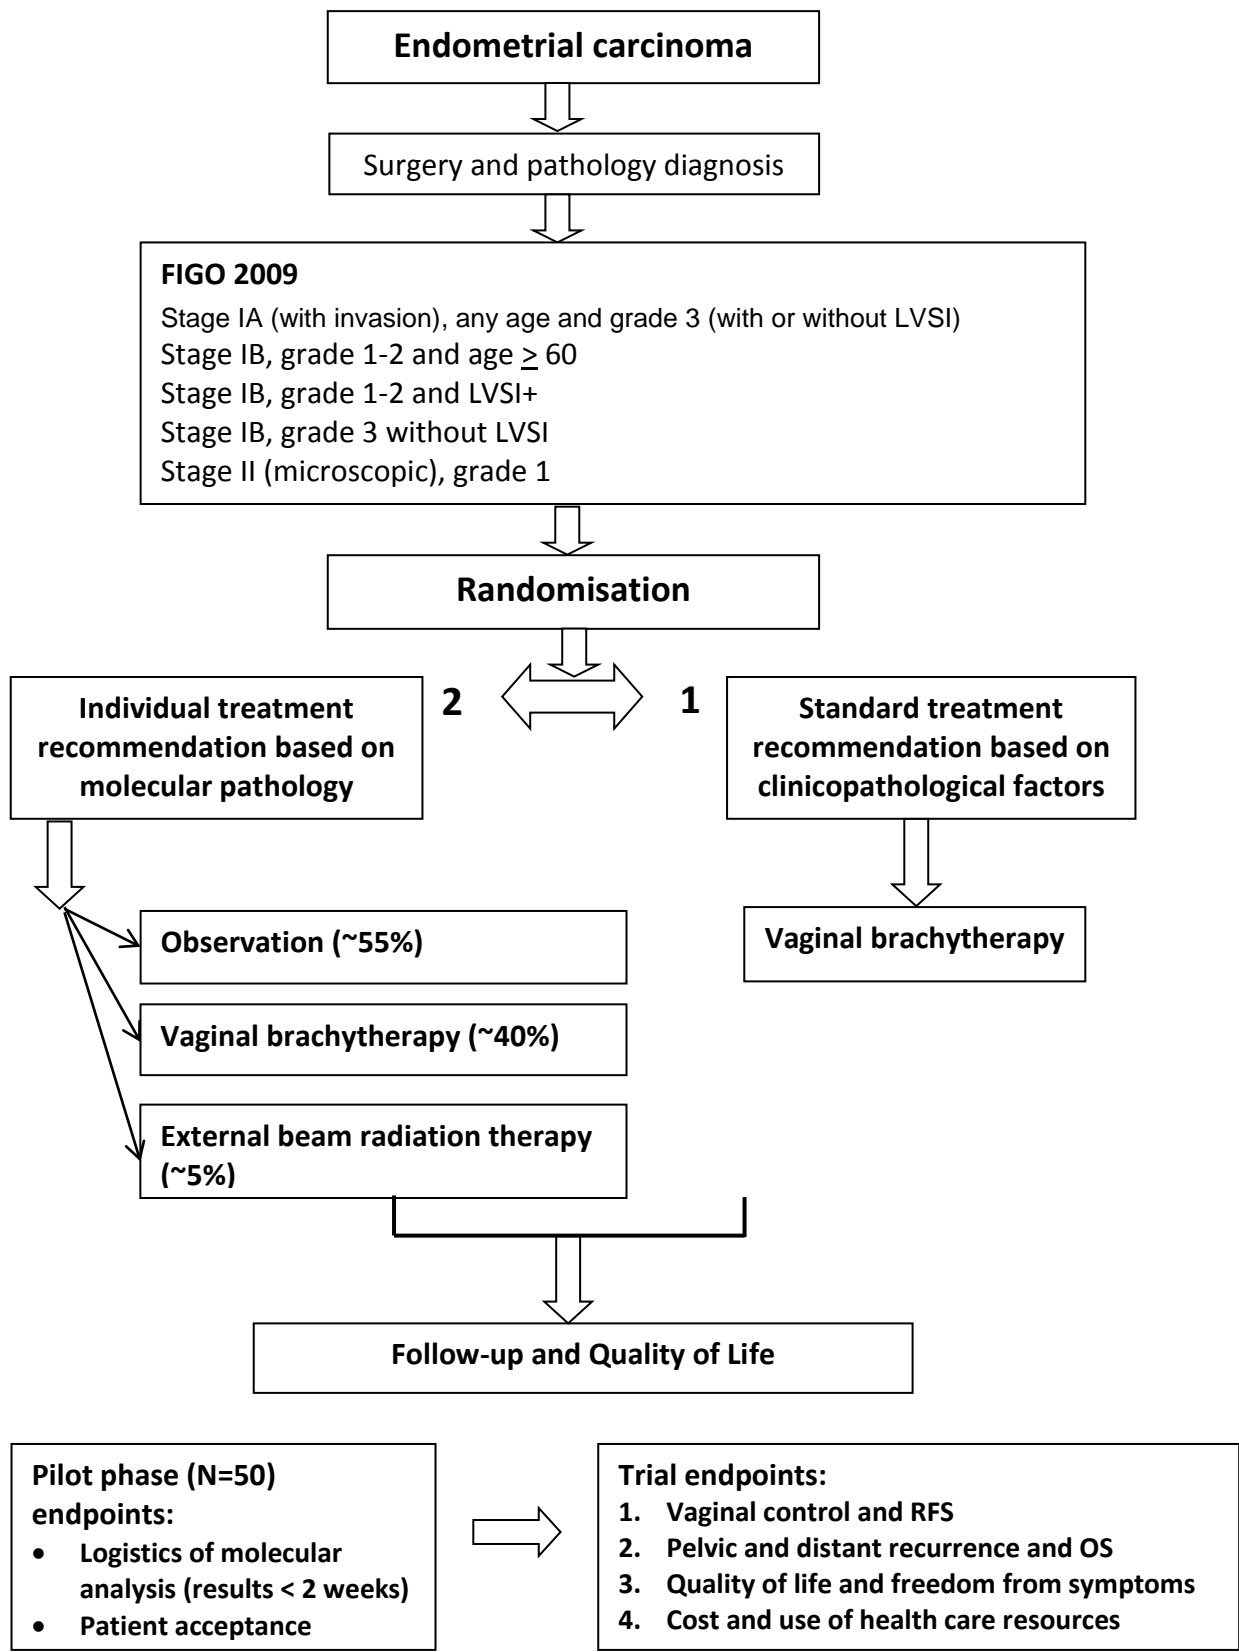 Endometrial carcinoma
Surgery and pathology diagnosis
FIGO 2009
Stage IA (with invasion), any age and grade 3 (with or without LVSI)
Stage IB, grade 1-2 and age ≥ 60
Stage IB, grade 1-2 and LVSI+
Stage IB, grade 3 without LVSI
Stage II (microscopic), grade 1
Randomisation
Individual treatment
recommendation based on
molecular pathology
2
1
Standard treatment
recommendation based on
clinicopathological factors
Observation (~55%)
Vaginal brachytherapy (~40%)
External beam radiation therapy
(~5%)
Vaginal brachytherapy
Follow-up and Quality of Life
Pilot phase (N=50)
endpoints:
• Logistics of molecular
analysis (results < 2 weeks)
• Patient acceptance
Trial endpoints:
1. Vaginal control and RFS
2. Pelvic and distant recurrence and OS
3. Quality of life and freedom from symptoms
4. Cost and use of health care resources